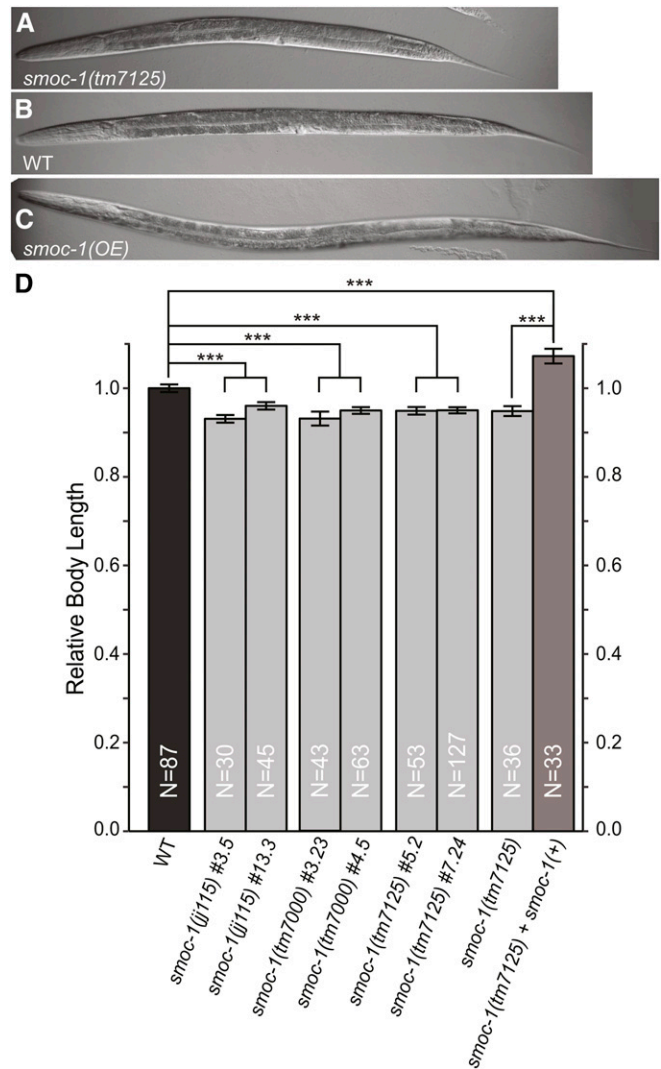 A
smoc-1(tm7125)
B
WT
C
smoc-1(OE)
D
***
***
***
***
***
Relative Body Length
1.0
0.8
0.6
0.4
0.2
0.0
1.0
0.8
0.6
0.4
0.2
0.0
N=87
N=30
N=45
N=43
N=63
N=53
N=127
N=36
N=33
WT
smoc-1(jj115) #3.5
smoc-1(jj115) #13.3
smoc-1(tm7000) #3.23
smoc-1(tm7000) #4.5
smoc-1(tm7125) #5.2
smoc-1(tm7125) #7.24
smoc-1(tm7125)
smoc-1(tm7125) + smoc-1(+)